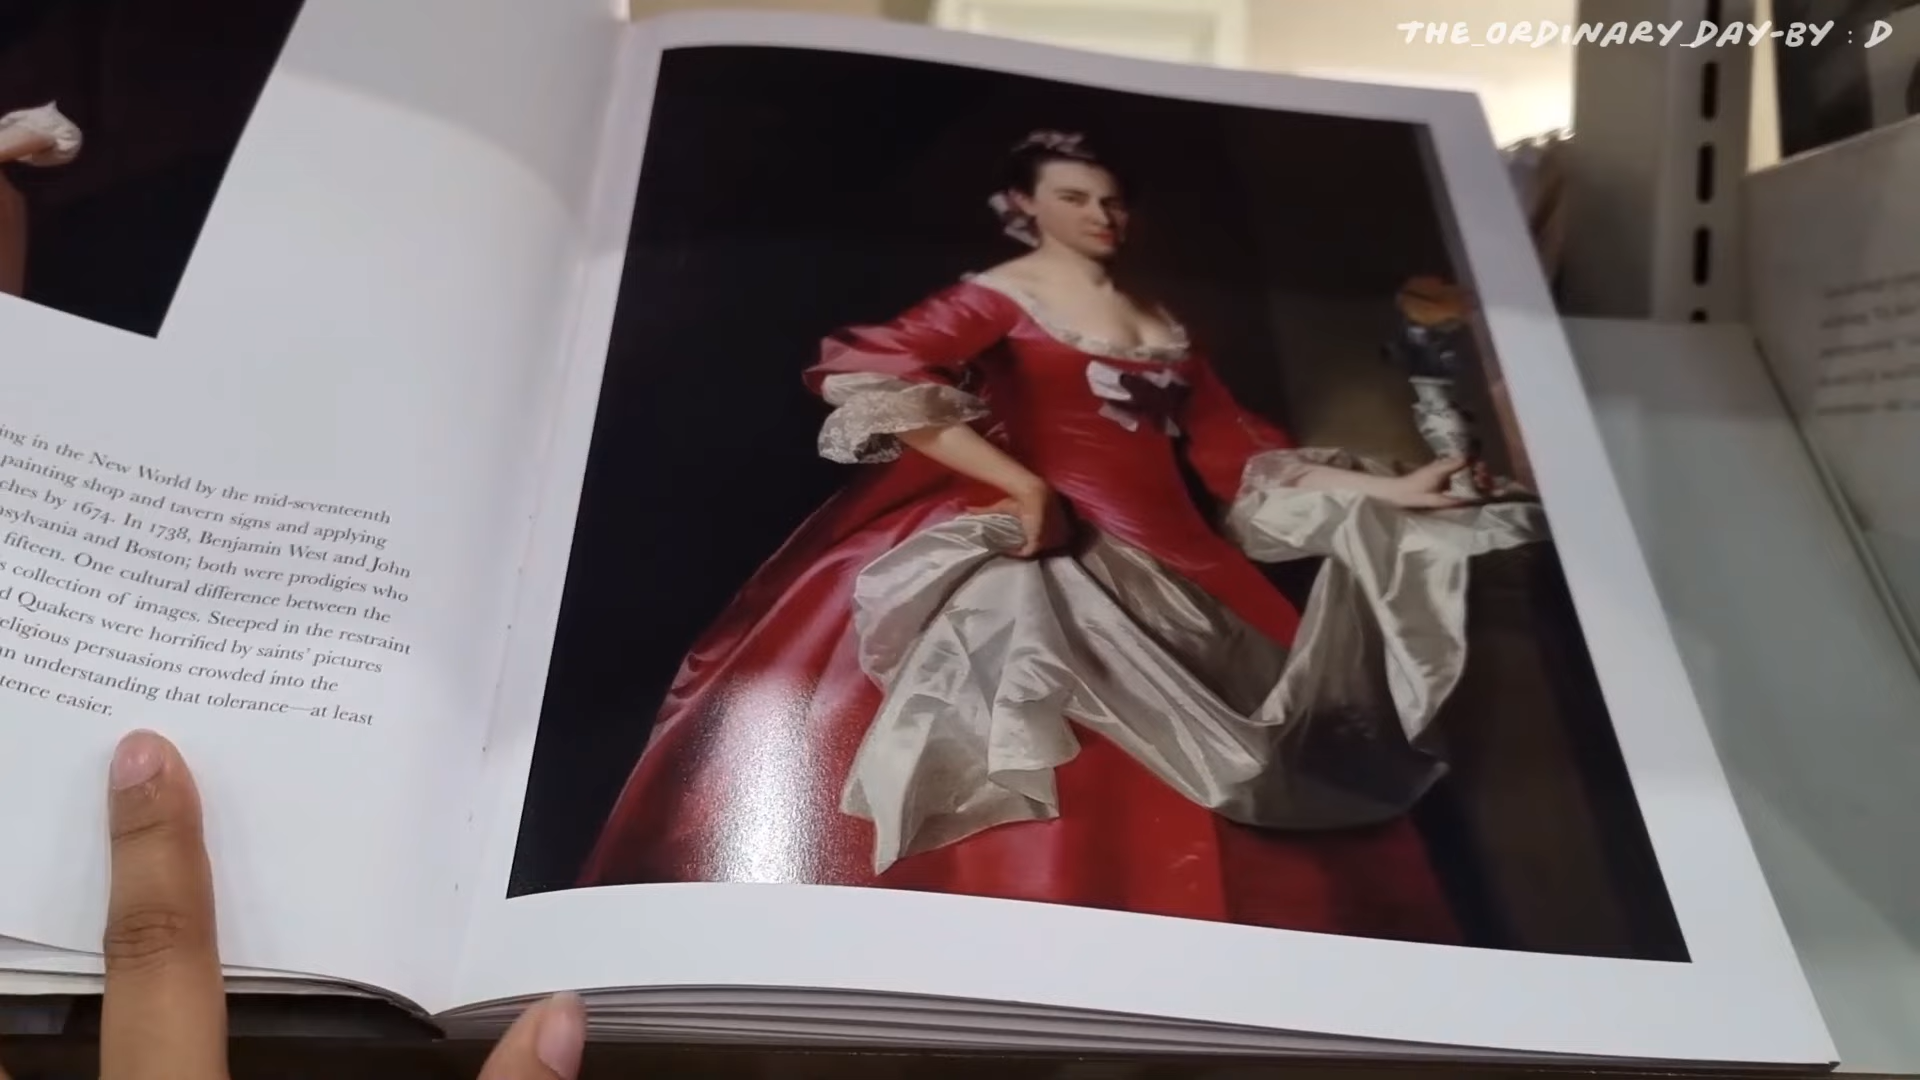 THE_ORDINARY_DAY-BY : D
ing in the New World by the mid-seventeenth
painting shop and tavern signs and applying
ches by 1674. In 1738, Benjamin West and John
nsylvania and Boston; both were prodigies who
fifteen. One cultural difference between the
s collection of images. Steeped in the restraint
d Quakers were horrified by saints' pictures
eligious persuasions crowded into the
an understanding that tolerance—at least
tence easier.